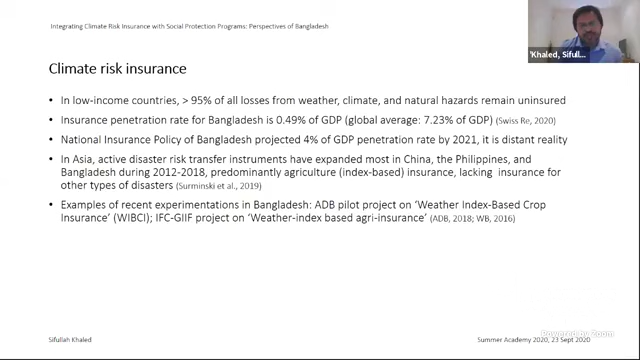 Integrating Climate Risk Insurance with Social Protection Programs: Perspectives of Bangladesh
'Khaled, Sifull...
Climate risk insurance
• In low-income countries, > 95% of all losses from weather, climate, and natural hazards remain uninsured
• Insurance penetration rate for Bangladesh is 0.49% of GDP (global average: 7.23% of GDP) (Swiss Re, 2020)
• National Insurance Policy of Bangladesh projected 4% of GDP penetration rate by 2021, it is distant reality
• In Asia, active disaster risk transfer instruments have expanded most in China, the Philippines, and
Bangladesh during 2012-2018, predominantly agriculture (index-based) insurance, lacking insurance for
other types of disasters (Surminski et al., 2019)
• Examples of recent experimentations in Bangladesh: ADB pilot project on 'Weather Index-Based Crop
Insurance' (WIBCI); IFC-GIIF project on 'Weather-index based agri-insurance' (ADB, 2018; WB, 2016)
Powered by Zoom
Sifullah Khaled
Summer Academy 2020, 23 Sept 2020